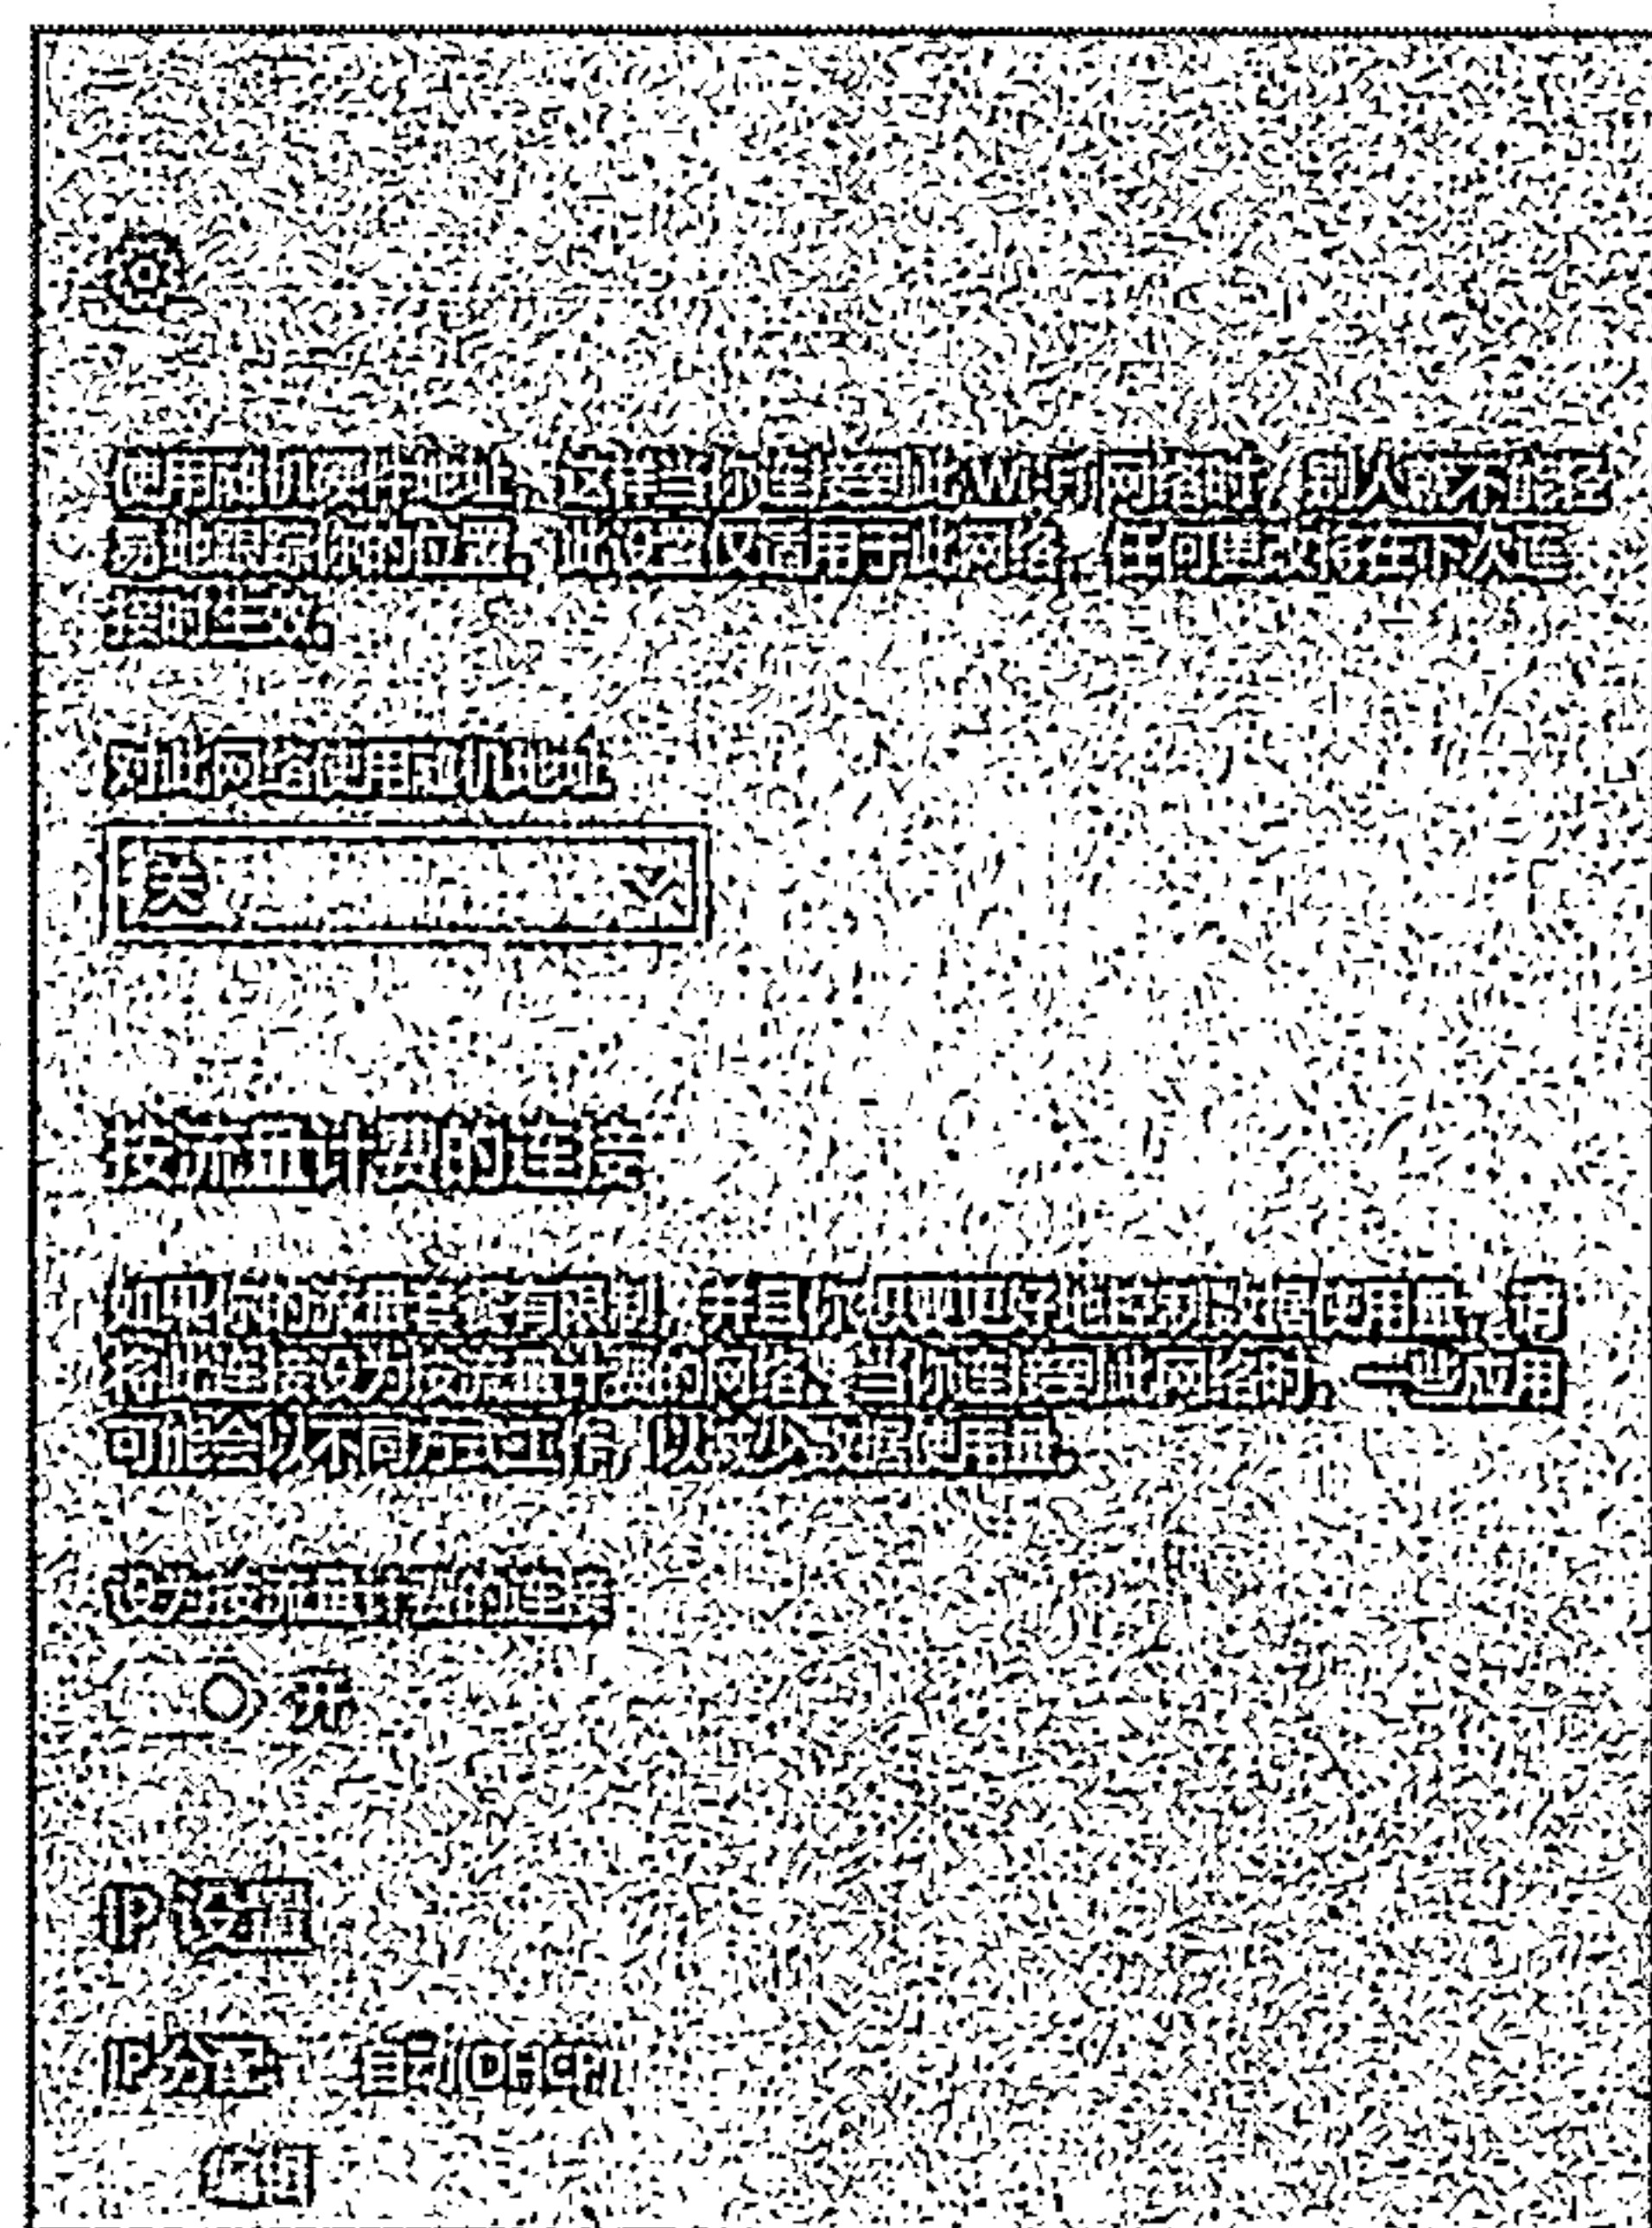 使用随机硬件地址，这样当你连接到此 Wi-Fi 网络时，别人就不能轻
易地跟踪你的位置。此设置仅适用于此网络，任何更改将在下次连
接时生效。
对此网络使用随机地址
关
按流量计费的连接
如果你的流量套餐有限制，并且你想更好地控制数据使用量，请
将此连接设为按流量计费的网络。当你连接到此网络时，一些应用
可能会以不同方式工作，以减少数据使用量。
设为按流量计费的连接
开
IP 设置
IP 分配: 自动(DHCP)
编辑